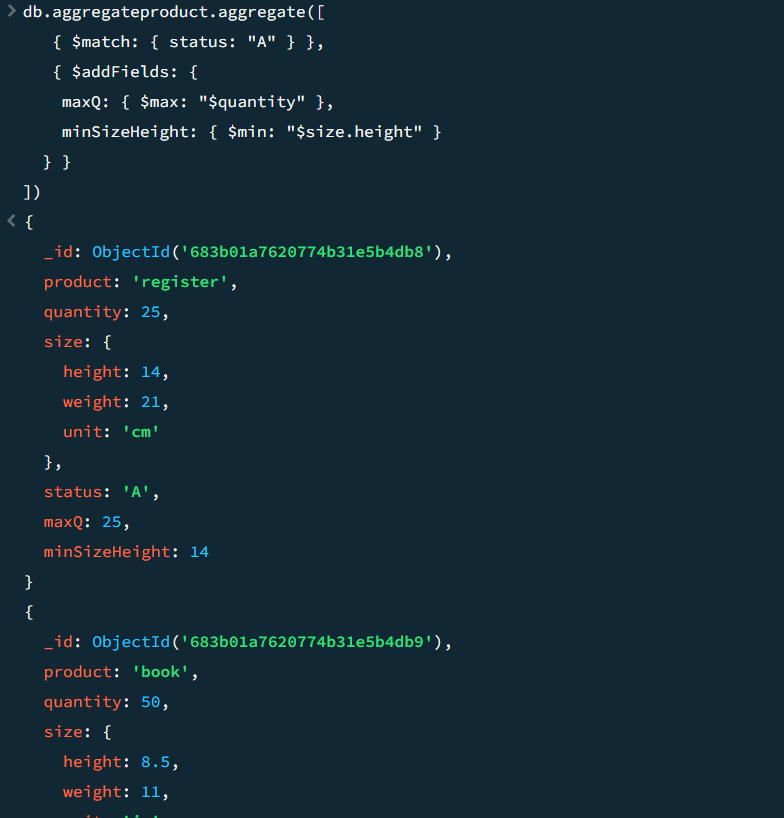 db.aggregateproduct.aggregate([
{ $match: { status: "A" } },
{ $addFields: {
maxQ: { $max: "$quantity" },
minSizeHeight: { $min: "$size.height" }
} }
])
{
_id: ObjectId('683b01a7620774b31e5b4db8'),
product: 'register',
quantity: 25,
size: {
height: 14,
weight: 21,
unit: 'cm'
},
status: 'A',
maxQ: 25,
minSizeHeight: 14
}
{
_id: ObjectId('683b01a7620774b31e5b4db9'),
product: 'book',
quantity: 50,
size: {
height: 8.5,
weight: 11,